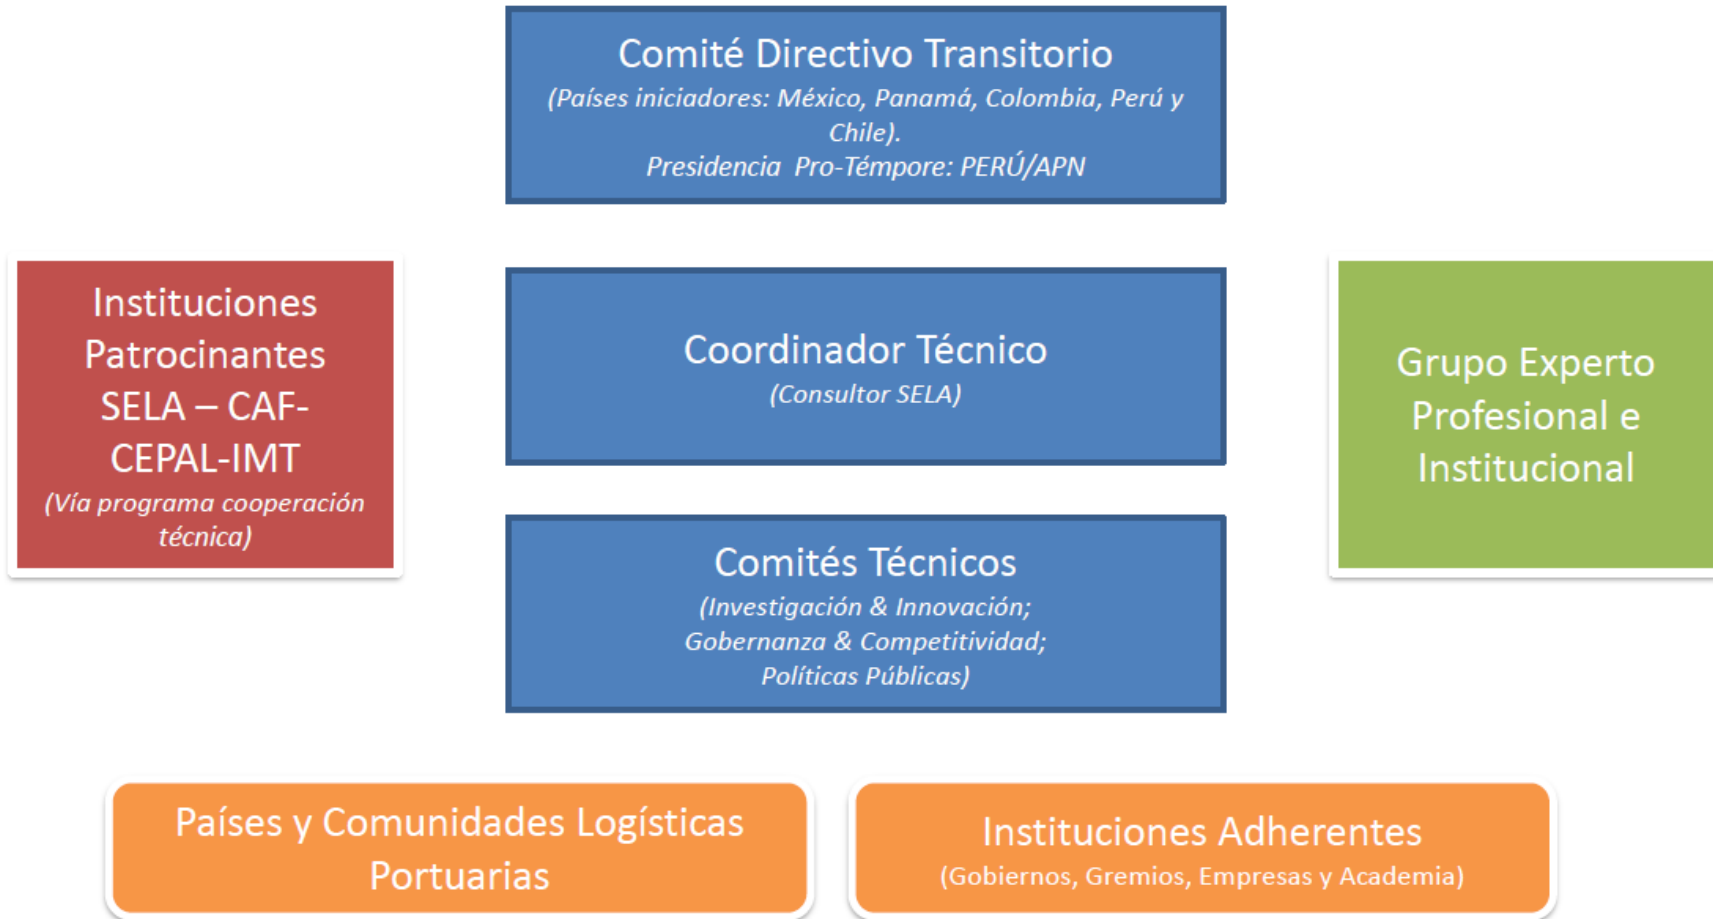 Comité Directivo Transitorio
(Países iniciadores: México, Panamá, Colombia, Perú y
Chile).
Presidencia Pro-Témpore: PERÚ/APN
Instituciones
Patrocinantes
SELA – CAF-
CEPAL-IMT
(Vía programa cooperación
técnica)
Coordinador Técnico
(Consultor SELA)
Grupo Experto
Profesional e
Institucional
Comités Técnicos
(Investigación & Innovación;
Gobernanza & Competitividad;
Políticas Públicas)
Países y Comunidades Logísticas
Portuarias
Instituciones Adherentes
(Gobiernos, Gremios, Empresas y Academia)